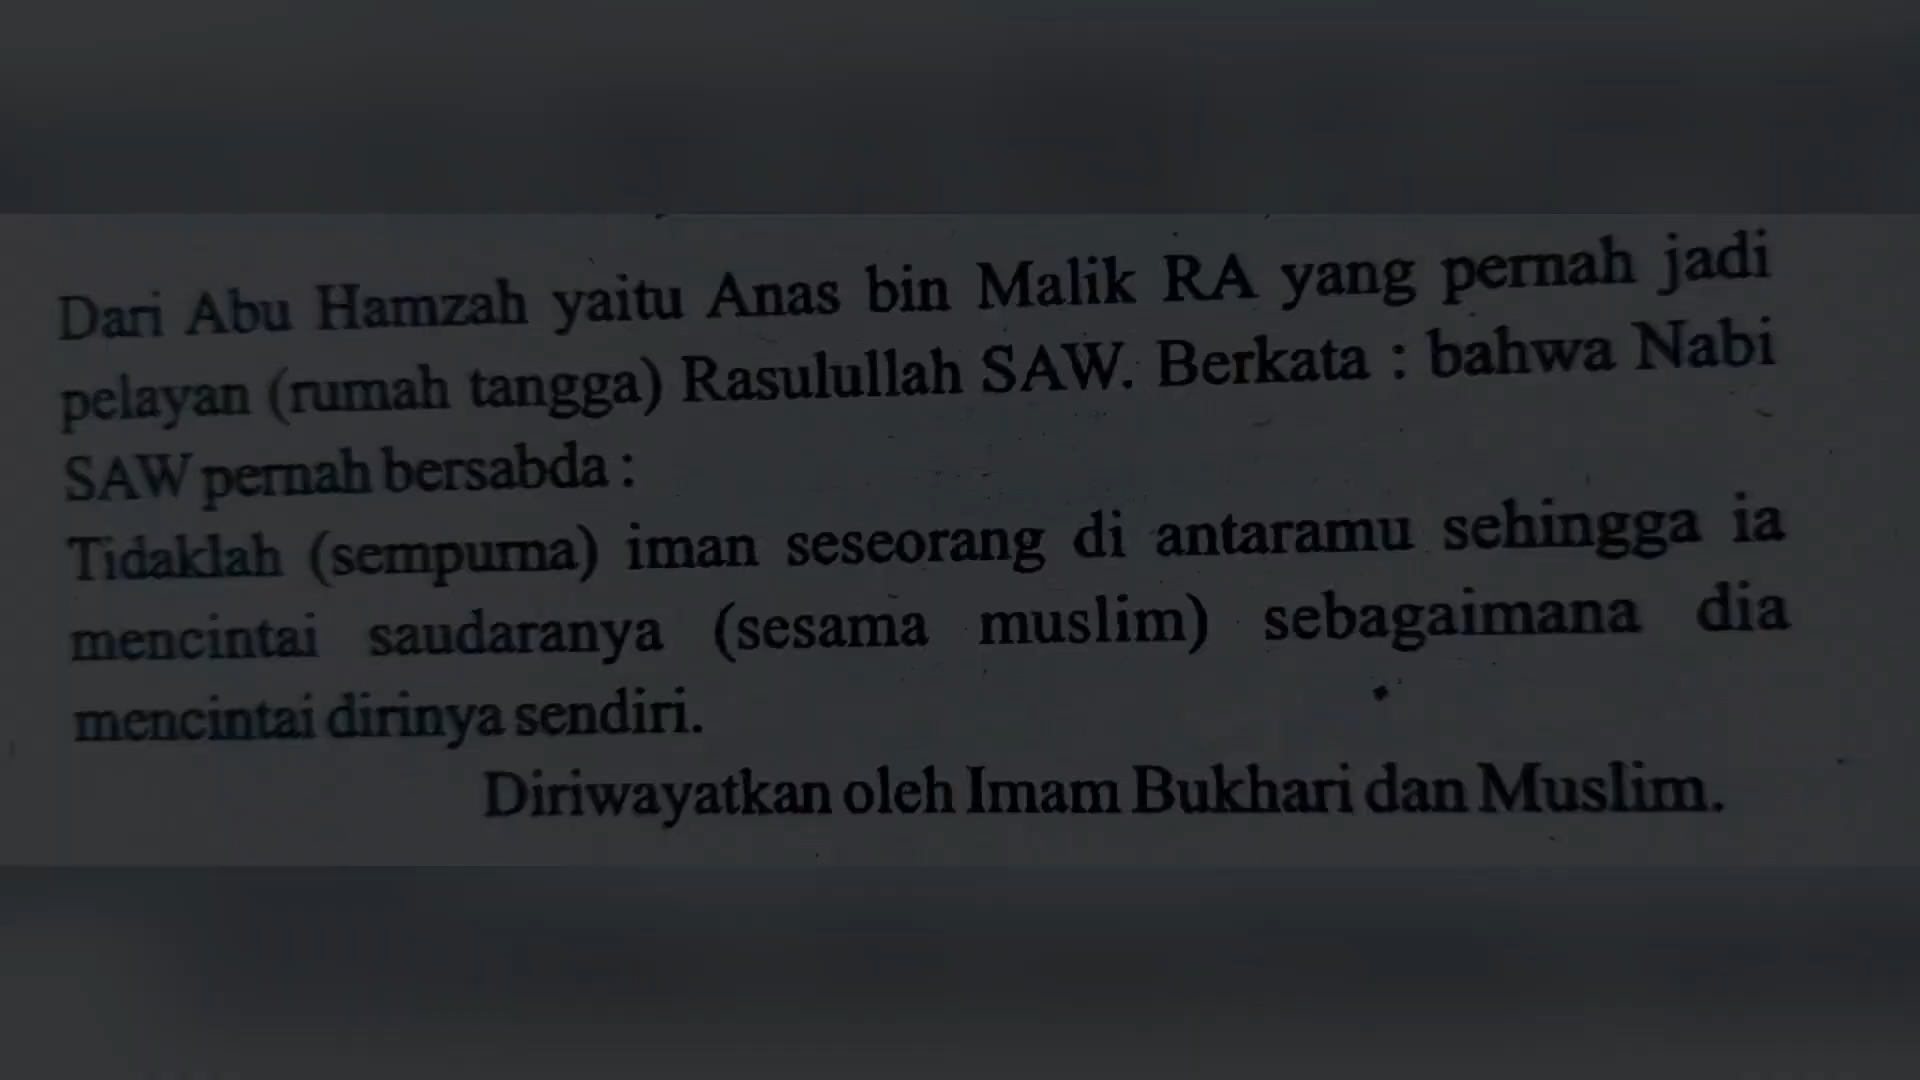 Dari Abu Hamzah yaitu Anas bin Malik RA yang pernah jadi
pelayan (rumah tangga) Rasulullah SAW. Berkata : bahwa Nabi
SAW pernah bersabda :
Tidaklah (sempurna) iman seseorang di antaramu sehingga ia
mencintai saudaranya (sesama muslim) sebagaimana dia
mencintai dirinya sendiri.
Diriwayatkan oleh Imam Bukhari dan Muslim.